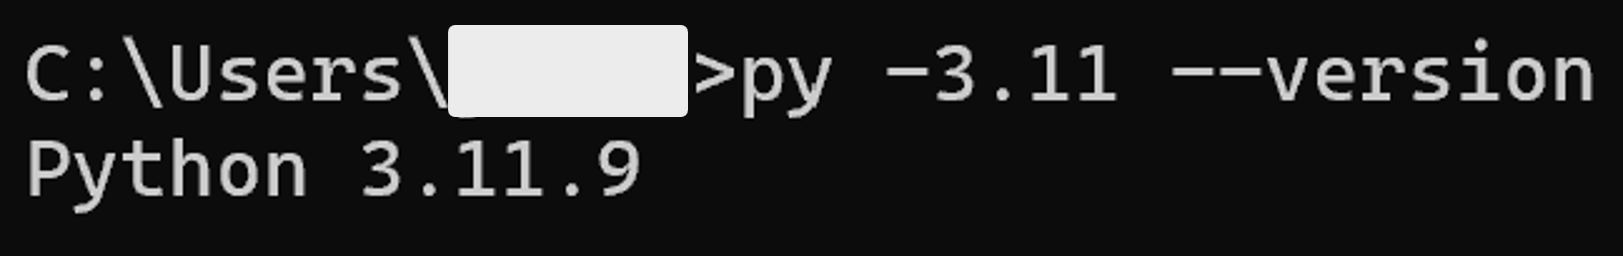 C:\Users\ >py -3.11 --version
Python 3.11.9